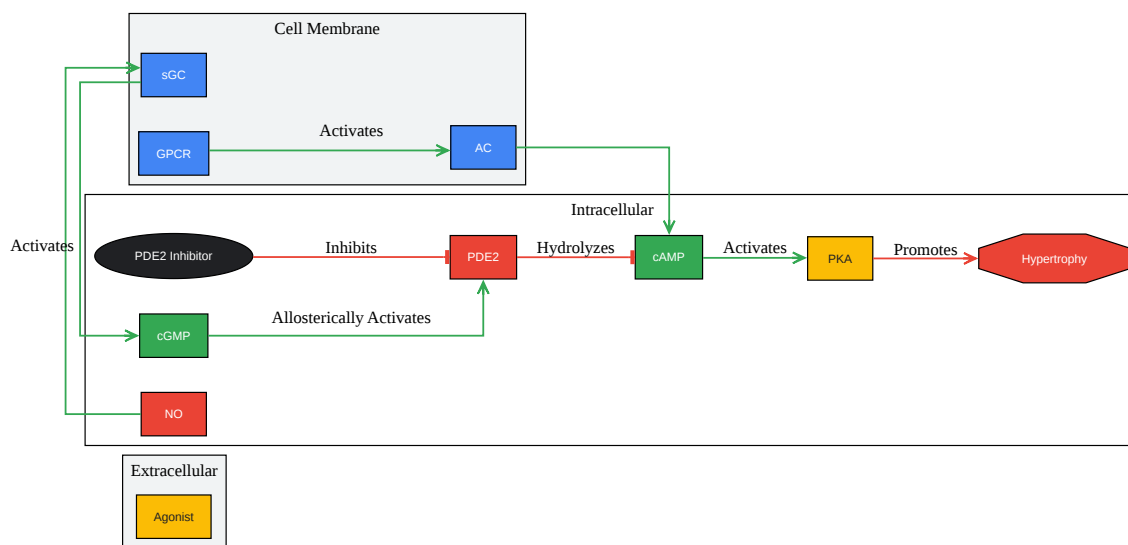 Cell Membrane
sGC
Activates
GPCR
AC
Intracellular
Activates
PDE2 Inhibitor
Inhibits
PDE2
Hydrolyzes
cAMP
Activates
PKA
Promotes
Hypertrophy
Allosterically Activates
cGMP
NO
Extracellular
Agonist